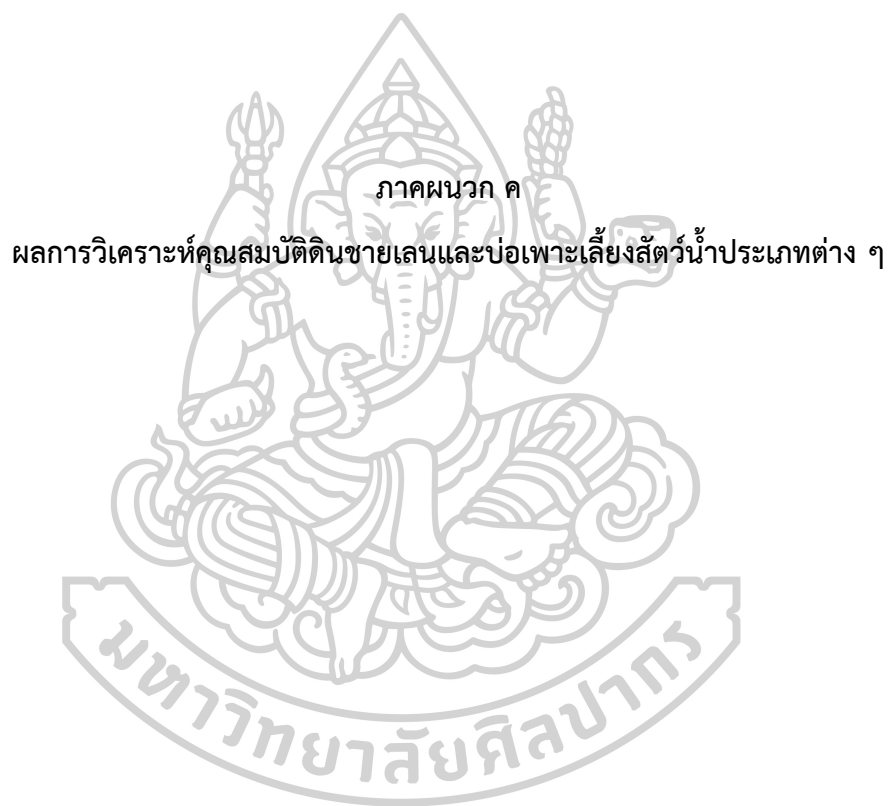 ภาคผนวก ค
ผลการวิเคราะห์คุณสมบัติดินชายเลนและบ่อเพาะเลี้ยงสัตว์น้ำประเภทต่าง ๆ
มหาวิทยาลัยศิลปากร